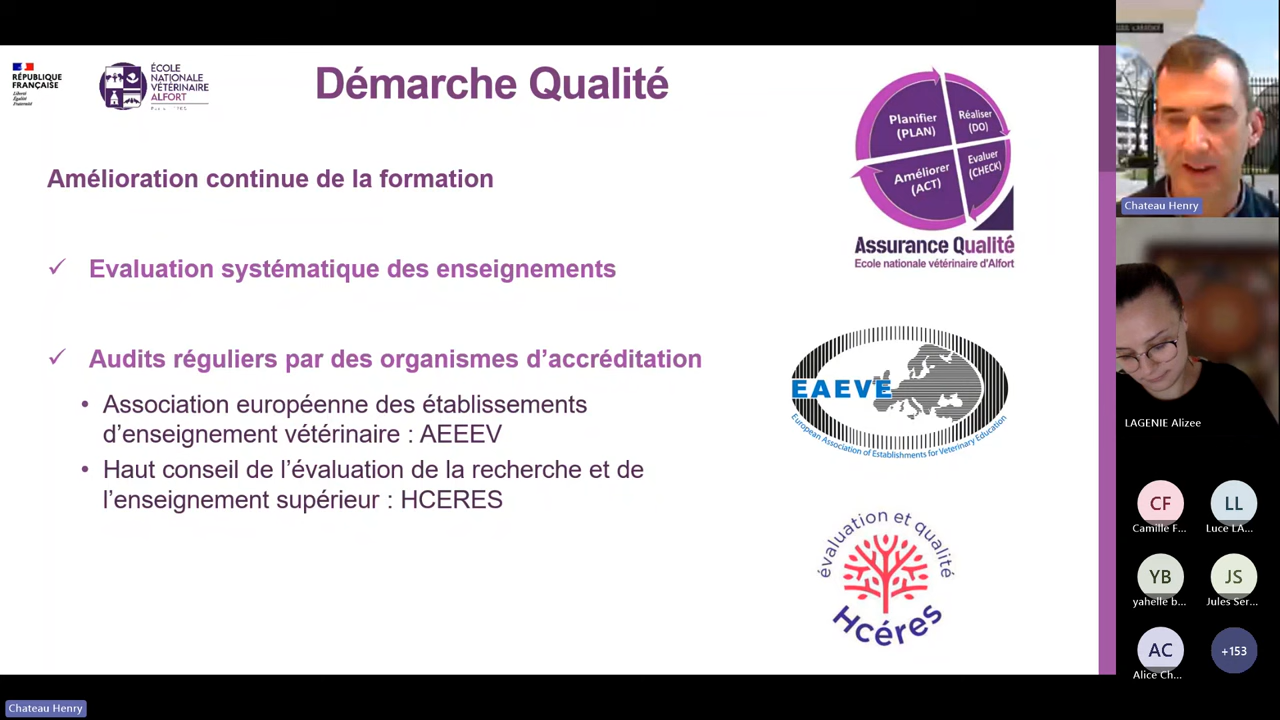 RÉPUBLIQUE
FRANÇAISE
Liberté
Égalité
Fraternité
ÉCOLE
NATIONALE
VÉTÉRINAIRE
ALFORT
Démarche Qualité
Amélioration continue de la formation
✓ Evaluation systématique des enseignements
✓ Audits réguliers par des organismes d’accréditation
• Association européenne des établissements
d’enseignement vétérinaire : AEEEV
• Haut conseil de l’évaluation de la recherche et de
l’enseignement supérieur : HCERES
Planifier
(PLAN)
Réaliser
(DO)
Améliorer
(ACT)
Evaluer
(CHECK)
Assurance Qualité
Ecole nationale vétérinaire d'Alfort
EAEVE
European Association of Establishments for Veterinary Education
évaluation et qualité
Hcéres
Chateau Henry
LAGENIE Alizee
CF
Camille F...
LL
Luce LA...
YB
yahelle b...
JS
Jules Ser...
AC
Alice Ch...
+153
Chateau Henry